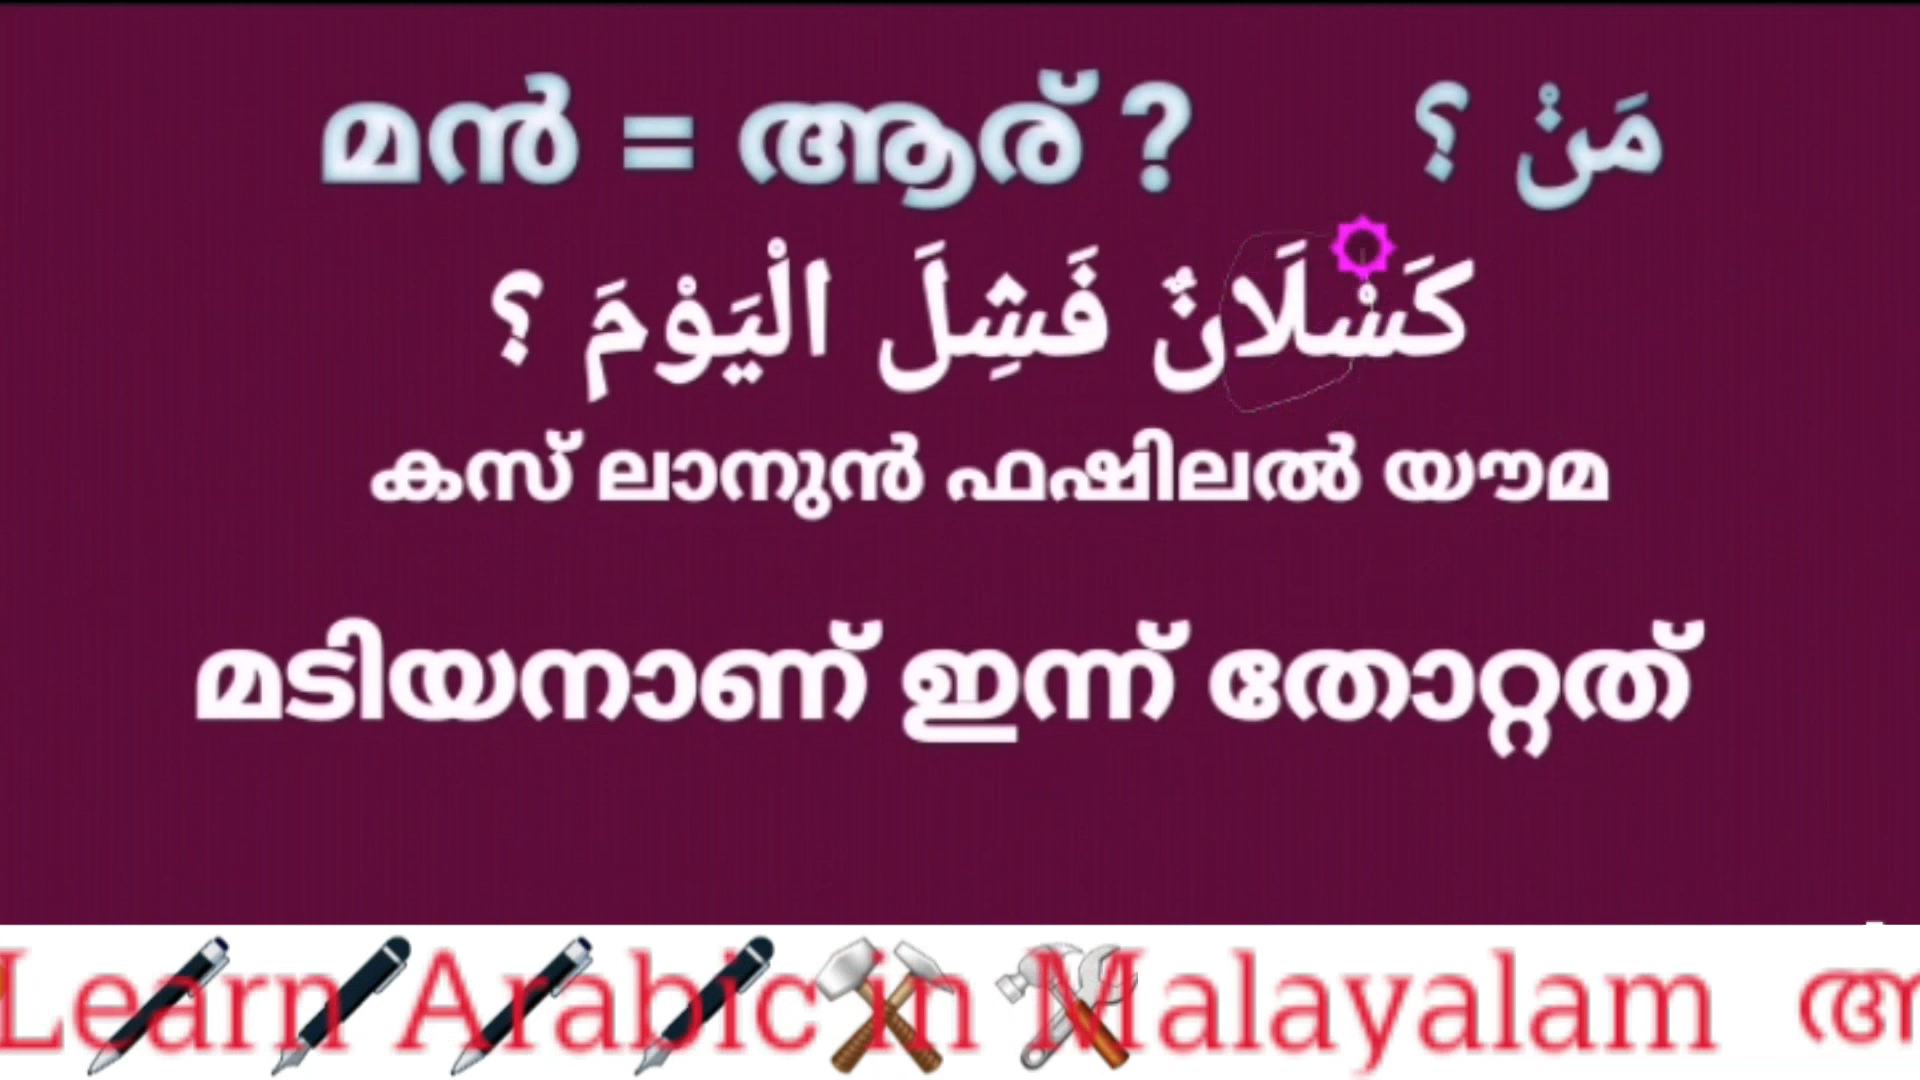 മൻ = ആര് ? مَنْ ؟
كَسْلَانٌ فَشِلَ الْيَوْمَ ؟
കസ് ലാനുൻ ഫഷിലൽ യൗമ
മടിയനാണ് ഇന്ന് തോറ്റത്
Learn Arabic in Malayalam